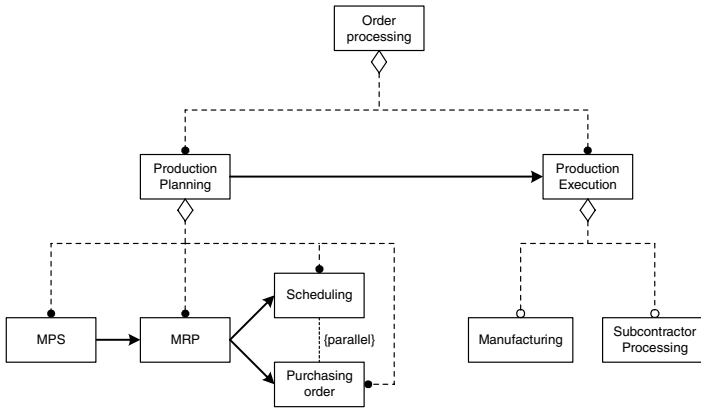 Order
processing
Production
Planning
Production
Execution
Scheduling
MPS
MRP
{parallel}
Manufacturing
Subcontractor
Processing
Purchasing
order